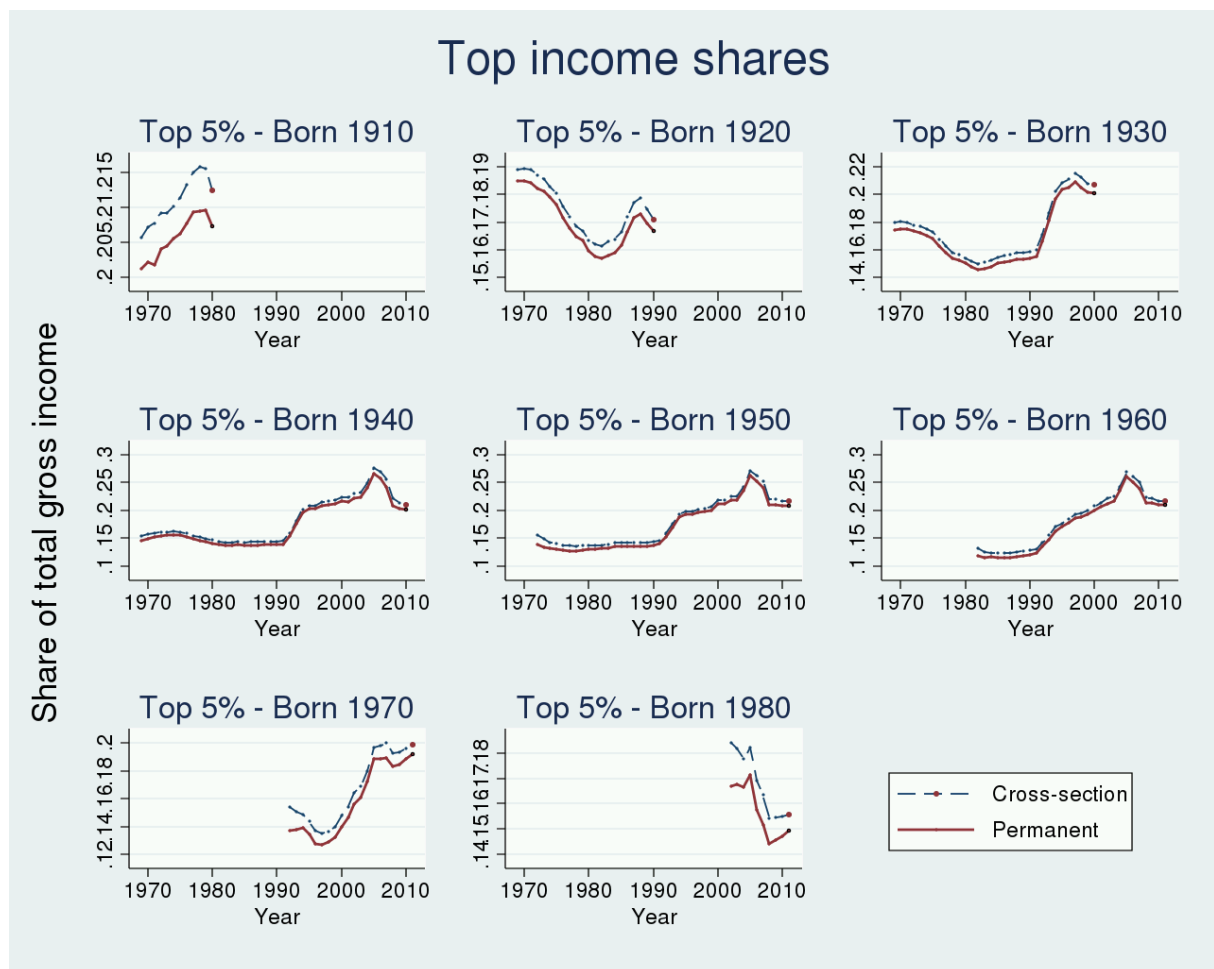 Top income shares
Share of total gross income
Top 5% - Born 1910
.2 .205 .21 .215
1970 1980 1990 2000 2010
Year
Top 5% - Born 1920
.15 .16 .17 .18 .19
1970 1980 1990 2000 2010
Year
Top 5% - Born 1930
.14 .16 .18 .2 .22
1970 1980 1990 2000 2010
Year
Top 5% - Born 1940
.1 .15 .2 .25 .3
1970 1980 1990 2000 2010
Year
Top 5% - Born 1950
.1 .15 .2 .25 .3
1970 1980 1990 2000 2010
Year
Top 5% - Born 1960
.1 .15 .2 .25 .3
1970 1980 1990 2000 2010
Year
Top 5% - Born 1970
.12 .14 .16 .18 .2
1970 1980 1990 2000 2010
Year
Top 5% - Born 1980
.14 .15 .16 .17 .18
1970 1980 1990 2000 2010
Year
Cross-section
Permanent